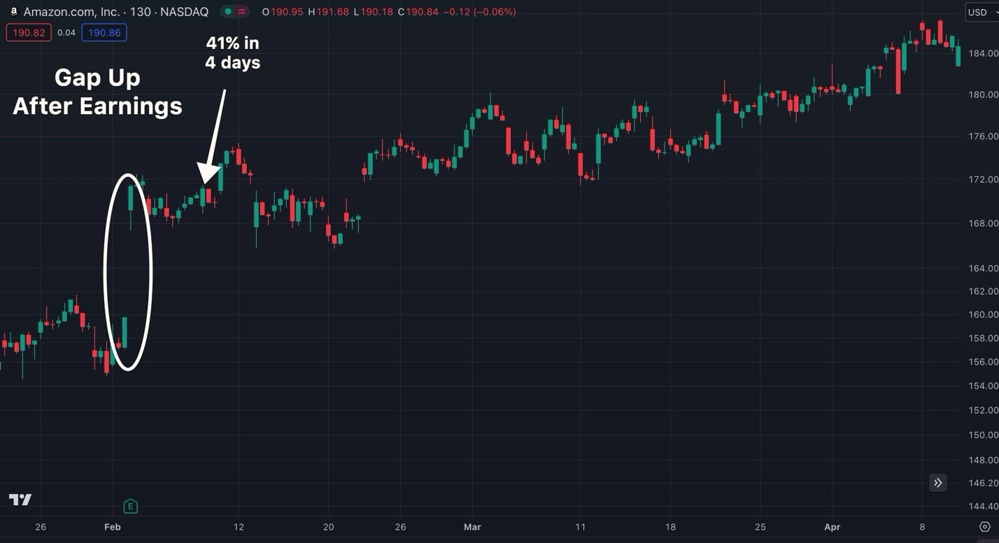 Amazon.com, Inc. · 130 · NASDAQ O190.95 H191.68 L190.18 C190.84 −0.12 (−0.06%)
USD
190.82 0.04 190.86
41% in
4 days
Gap Up
After Earnings
184.00
180.00
176.00
172.00
168.00
164.00
162.00
160.00
158.00
156.00
154.00
152.00
150.00
148.00
146.20
144.40
E
26 Feb 12 20 26 Mar 11 18 25 Apr 8